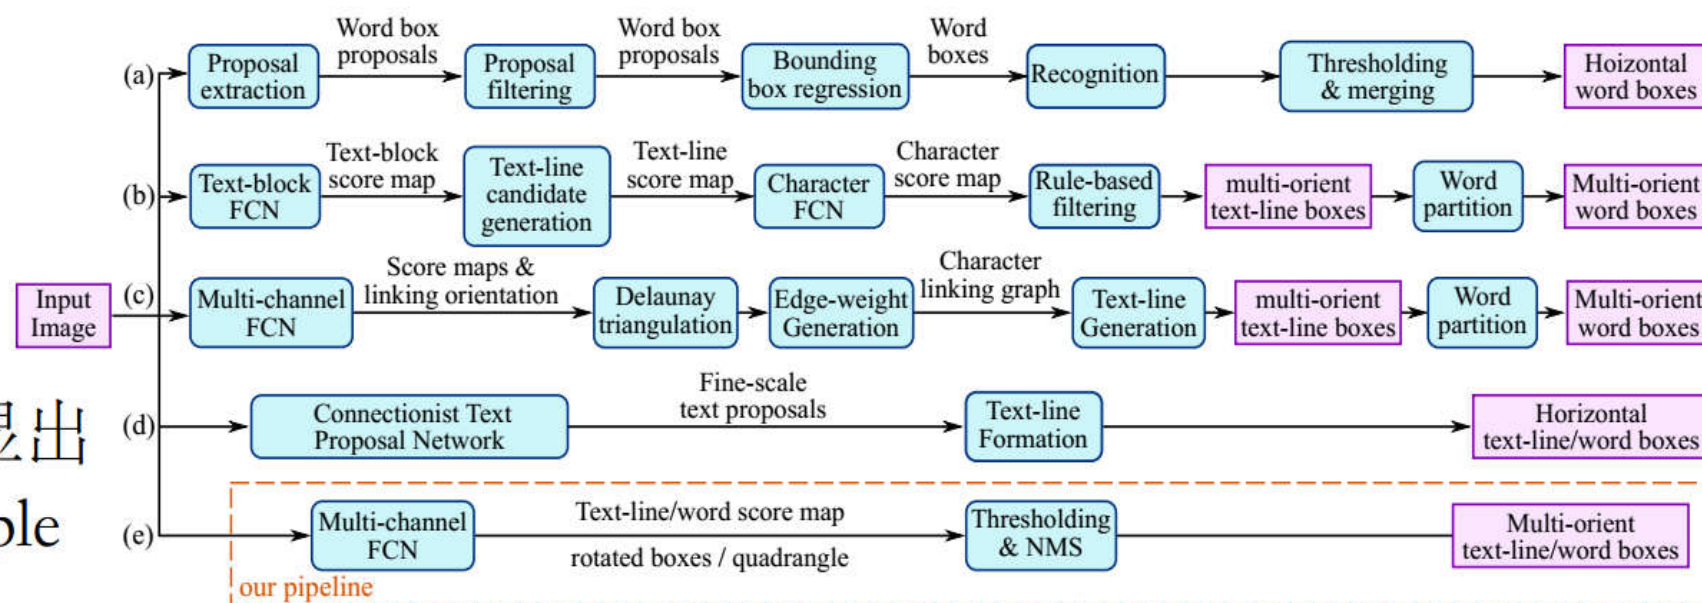 Word box
proposals
Word box
proposals
Word
boxes
(a)
Proposal
extraction
Proposal
filtering
Bounding
box regression
Recognition
Thresholding
& merging
Hoizontal
word boxes
Text-block
score map
Text-line
score map
Character
score map
(b)
Text-block
FCN
Text-line
candidate
generation
Character
FCN
Rule-based
filtering
multi-orient
text-line boxes
Word
partition
Multi-orient
word boxes
Score maps &
linking orientation
Character
linking graph
Input
Image
(c)
Multi-channel
FCN
Delaunay
triangulation
Edge-weight
Generation
Text-line
Generation
multi-orient
text-line boxes
Word
partition
Multi-orient
word boxes
出
Fine-scale
text proposals
(d)
Connectionist Text
Proposal Network
Text-line
Formation
Horizontal
text-line/word boxes
(e)
Multi-channel
FCN
Text-line/word score map
rotated boxes / quadrangle
Thresholding
& NMS
Multi-orient
text-line/word boxes
our pipeline